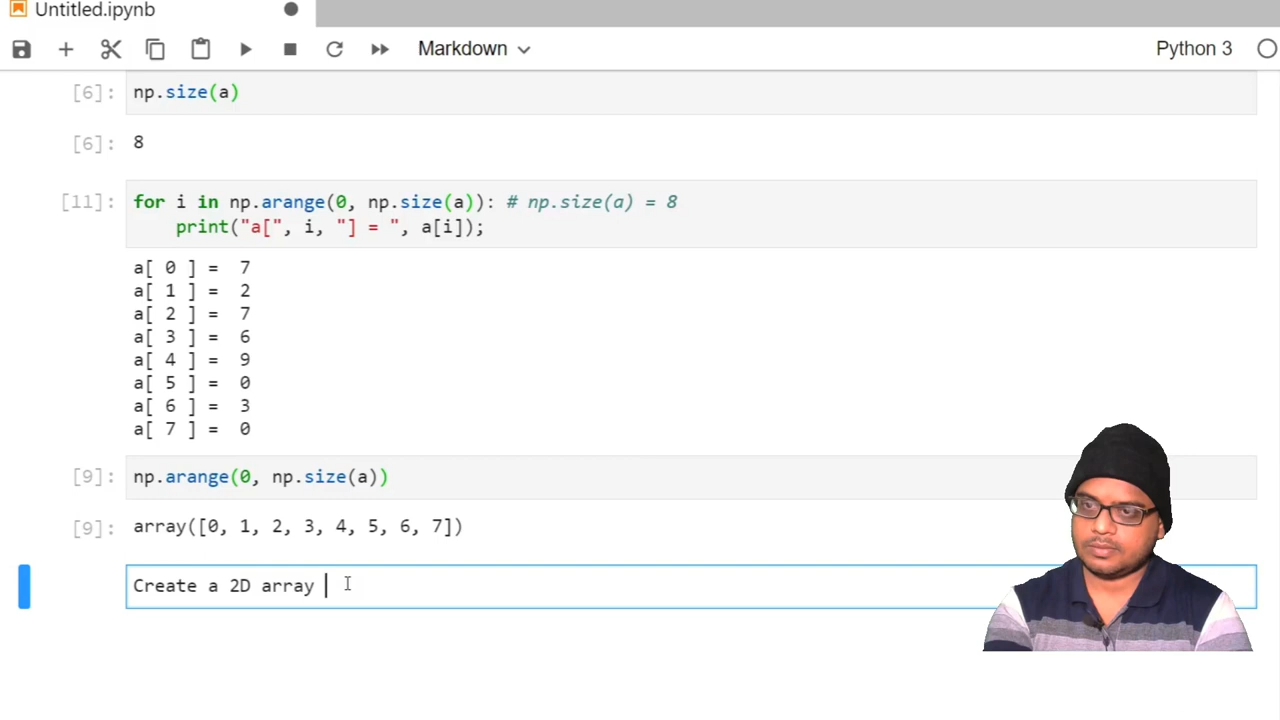 Untitled.ipynb
Markdown
Python 3
[6]: np.size(a)
[6]: 8
[11]: for i in np.arange(0, np.size(a)): # np.size(a) = 8
print("a[", i, "] = ", a[i]);
a[ 0 ] =  7
a[ 1 ] =  2
a[ 2 ] =  7
a[ 3 ] =  6
a[ 4 ] =  9
a[ 5 ] =  0
a[ 6 ] =  3
a[ 7 ] =  0
[9]: np.arange(0, np.size(a))
[9]: array([0, 1, 2, 3, 4, 5, 6, 7])
Create a 2D array